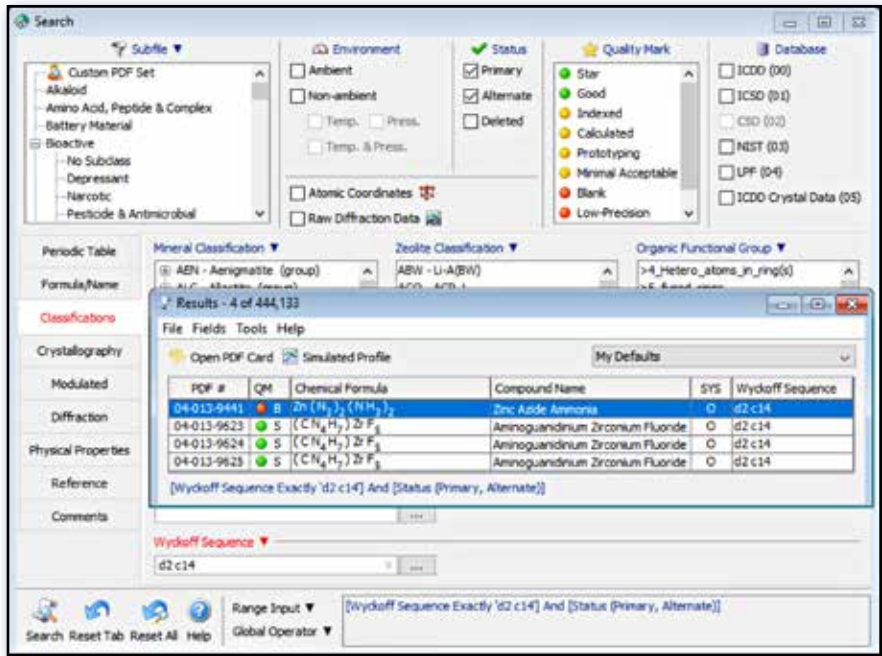 Search
Subfile ▼
Custom PDF Set
Alkaloid
Amino Acid, Peptide & Complex
Battery Material
Bioactive
No Subclass
Depressant
Narcotic
Pesticide & Antimicrobial
Environment
Ambient
Non-ambient
Temp. Press.
Temp. & Press.
Atomic Coordinates
Raw Diffraction Data
Status
Primary
Alternate
Deleted
Quality Mark
Star
Good
Indexed
Calculated
Prototyping
Minimal Acceptable
Blank
Low-Precision
Database
ICDD (00)
ICSD (01)
CSD (02)
NIST (03)
LPF (04)
ICDD Crystal Data (05)
Periodic Table
Formula/Name
Classifications
Crystallography
Modulated
Diffraction
Physical Properties
Reference
Comments
Mineral Classification ▼
AEN - Aenigmatite (group)
Zeolite Classification ▼
ABW - Li-A(BW)
Organic Functional Group ▼
>4_Hetero_atoms_in_ring(s)
Results - 4 of 444,133
File Fields Tools Help
Open PDF Card Simulated Profile My Defaults
PDF # QM Chemical Formula Compound Name SYS Wyckoff Sequence
04-013-9441 B Zn(N3)2(NH3)2 Zinc Azide Ammonia O d2 c14
04-013-9623 S (CN4H7)ZrF5 Aminoguanidinium Zirconium Fluoride O d2 c14
04-013-9624 S (CN4H7)ZrF5 Aminoguanidinium Zirconium Fluoride O d2 c14
04-013-9625 S (CN4H7)ZrF5 Aminoguanidinium Zirconium Fluoride O d2 c14
[Wyckoff Sequence Exactly 'd2 c14'] And [Status (Primary, Alternate)]
...
Wyckoff Sequence ▼
d2 c14 ...
Search Reset Tab Reset All Help
Range Input ▼
Global Operator ▼
[Wyckoff Sequence Exactly 'd2 c14'] And [Status (Primary, Alternate)]